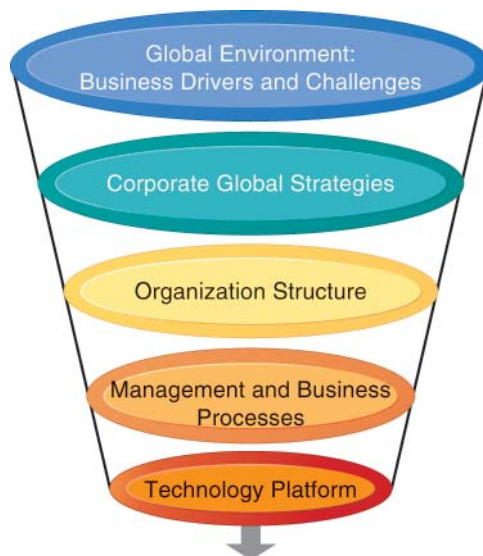 Global Environment:
Business Drivers and Challenges
Corporate Global Strategies
Organization Structure
Management and Business
Processes
Technology Platform